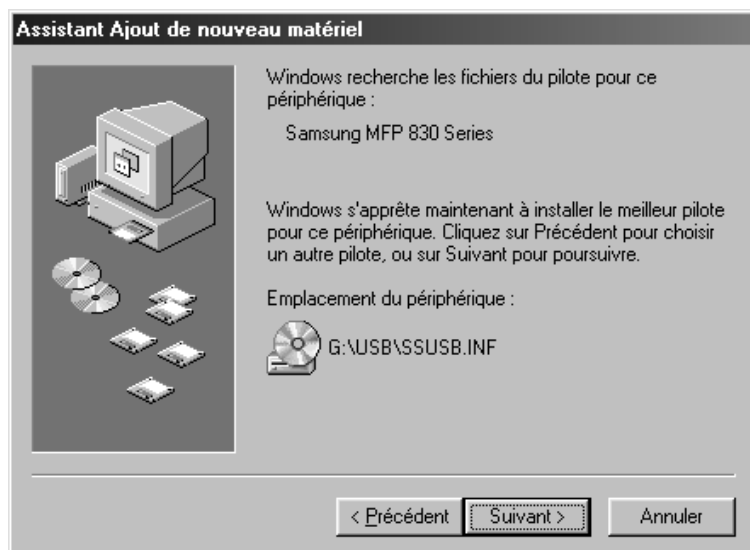 Assistant Ajout de nouveau matériel
Windows recherche les fichiers du pilote pour ce
périphérique :
Samsung MFP 830 Series
Windows s'apprête maintenant à installer le meilleur pilote
pour ce périphérique. Cliquez sur Précédent pour choisir
un autre pilote, ou sur Suivant pour poursuivre.
Emplacement du périphérique :
G:\USB\SSUSB.INF
< Précédent
Suivant >
Annuler